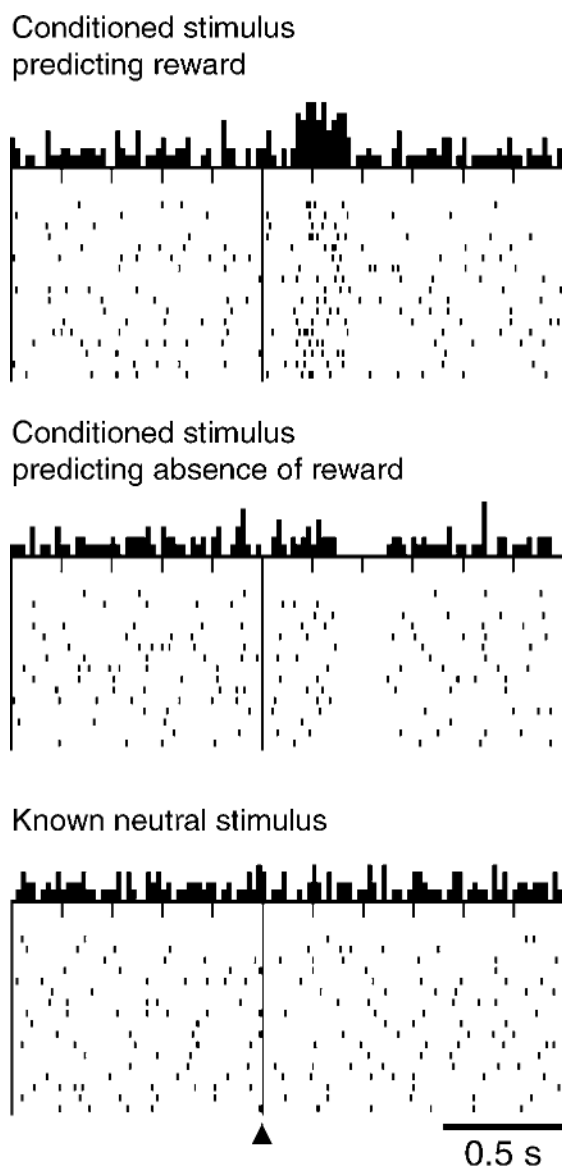 Conditioned stimulus
predicting reward
Conditioned stimulus
predicting absence of reward
Known neutral stimulus
0.5 s